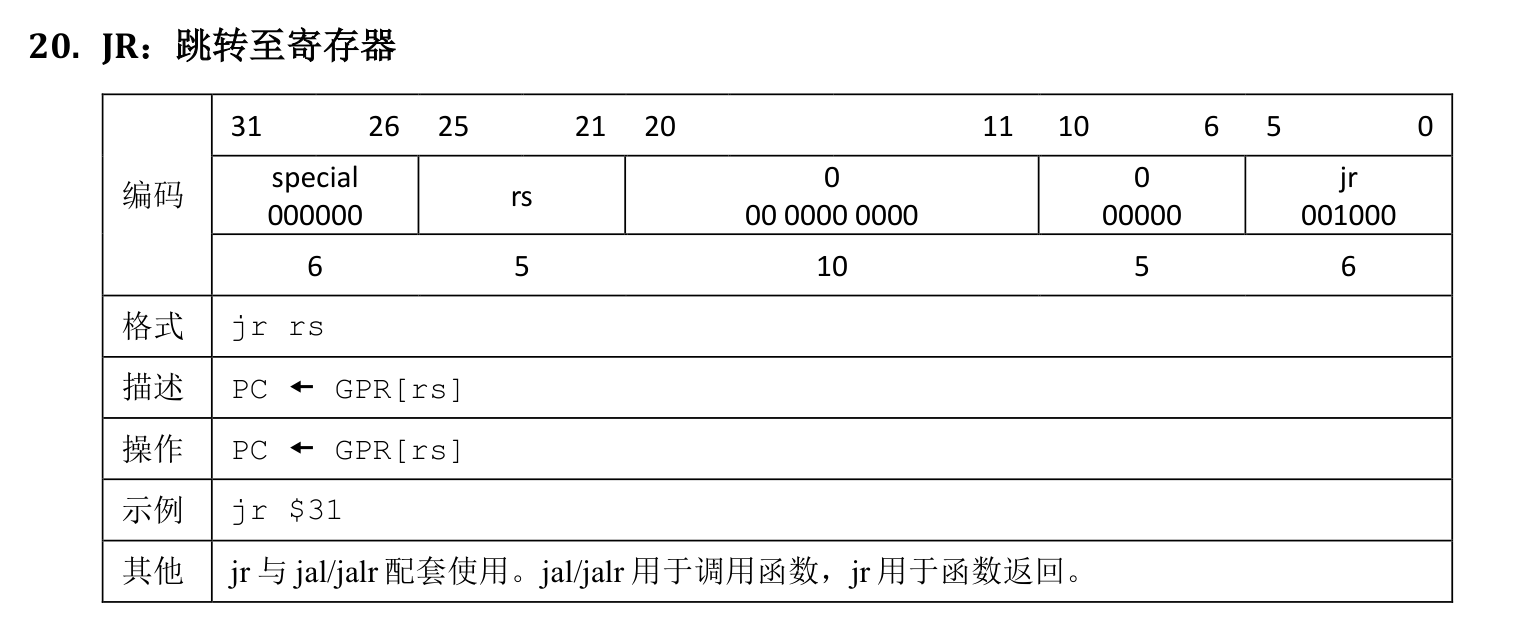 20. JR：跳转至寄存器
31 26 25 21 20 11 10 6 5 0
编码
special rs 0 0 jr
000000 00 0000 0000 00000 001000
6 5 10 5 6
格式 jr rs
描述 PC ← GPR[rs]
操作 PC ← GPR[rs]
示例 jr $31
其他 jr 与 jal/jalr 配套使用。jal/jalr 用于调用函数，jr 用于函数返回。